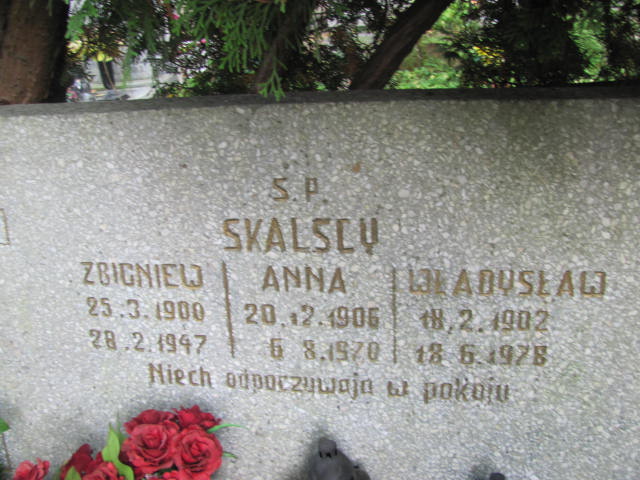 S.P.
SKALSCY
ZBIGNIEW ANNA WŁADYSŁAW
25.3.1900 20.12.1906 18.2.1902
28.2.1947 6 8.1970 18 6.1978
Niech odpoczywają w pokoju